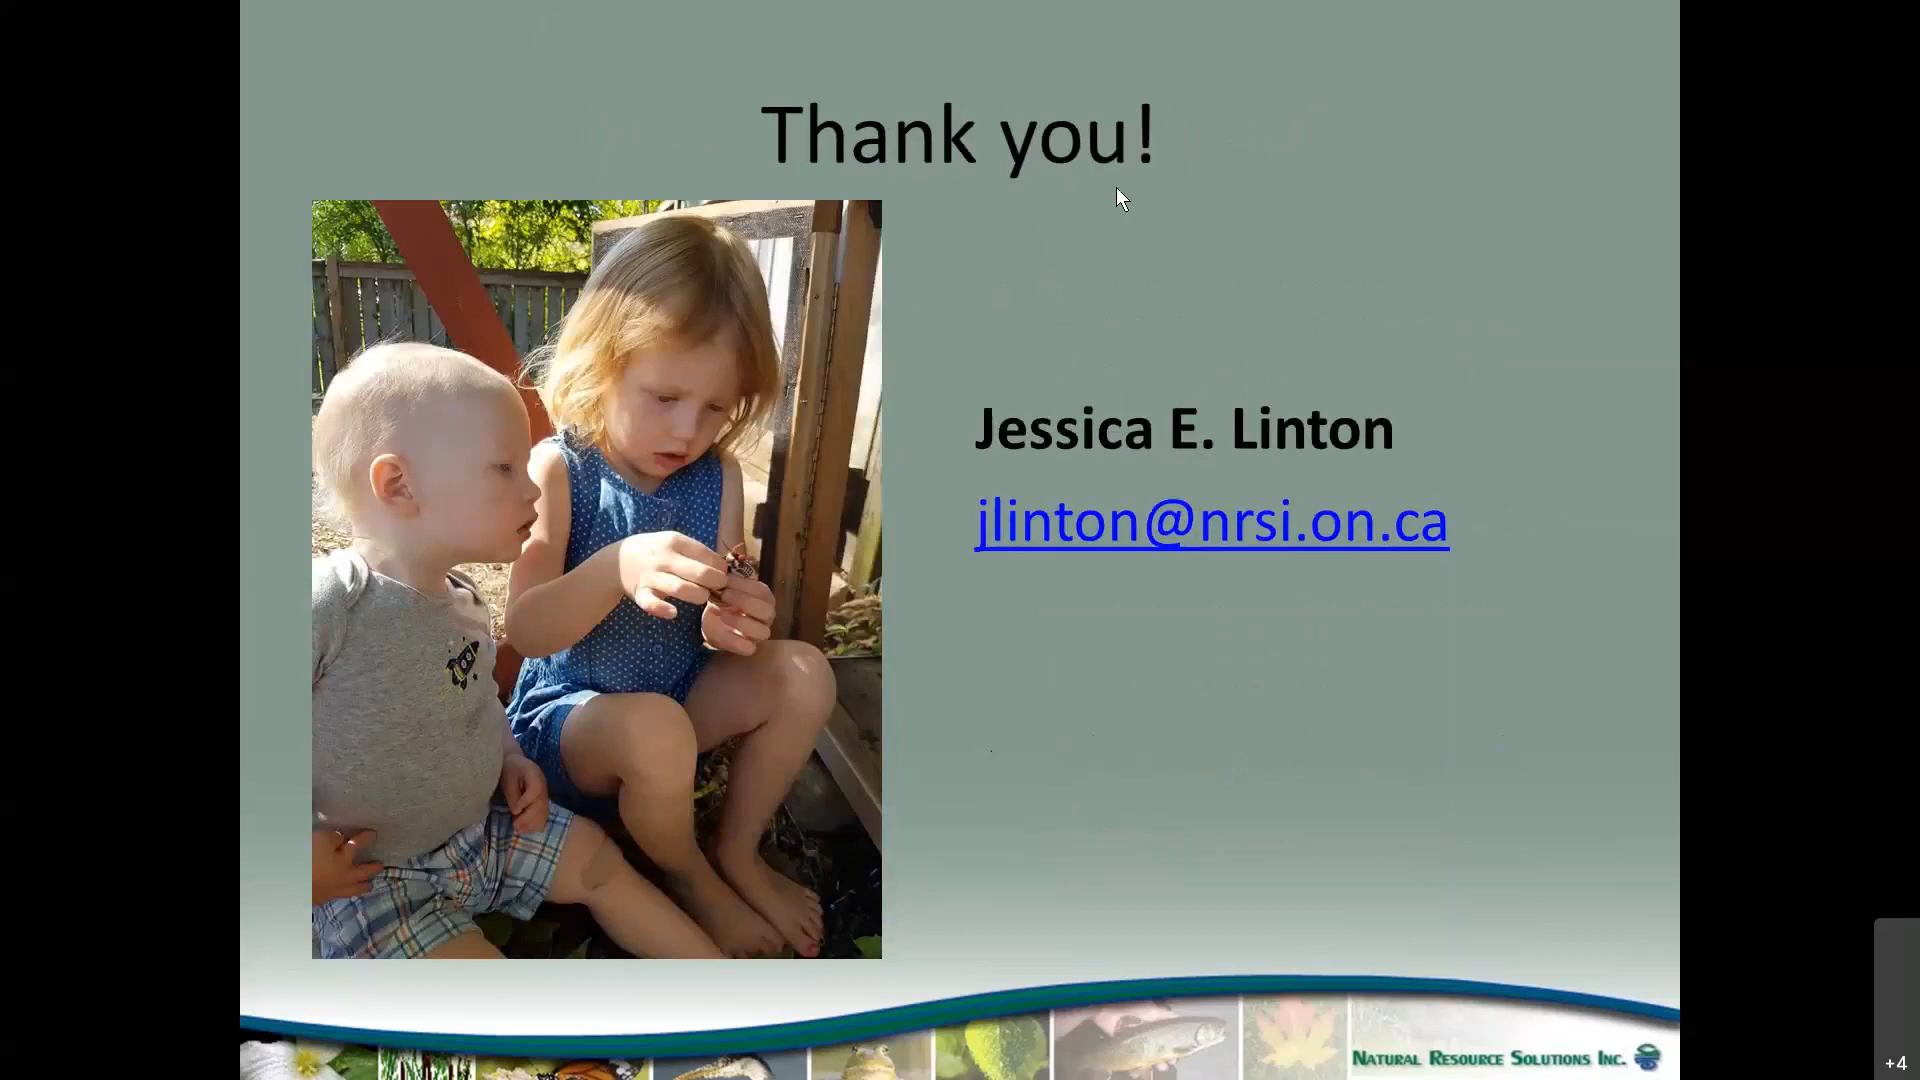 Thank you!
Jessica E. Linton
jlinton@nrsi.on.ca
NATURAL RESOURCE SOLUTIONS INC.
+4